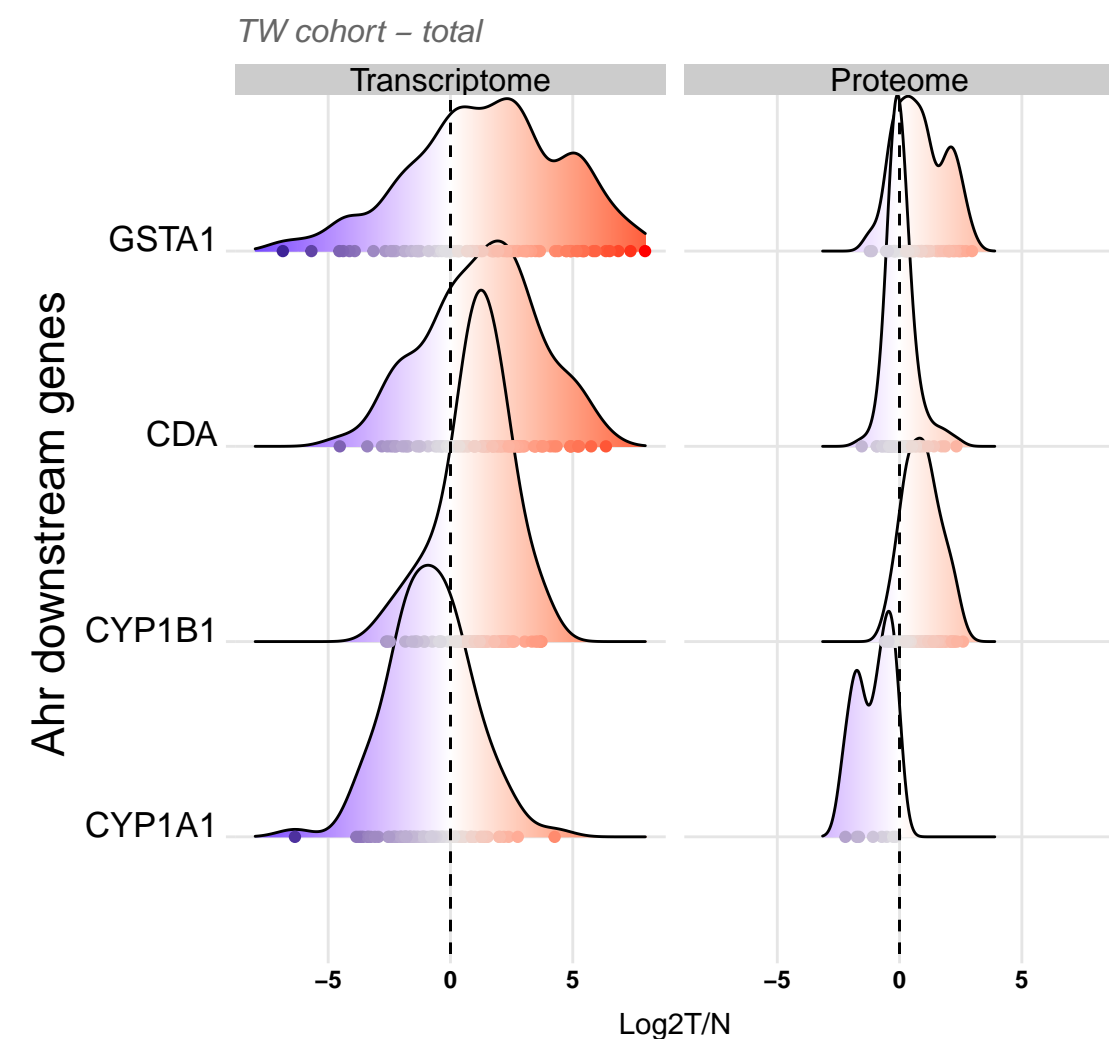 TW cohort – total
Transcriptome
Proteome
Ahr downstream genes
GSTA1
CDA
CYP1B1
CYP1A1
−5 0 5
−5 0 5
Log2T/N